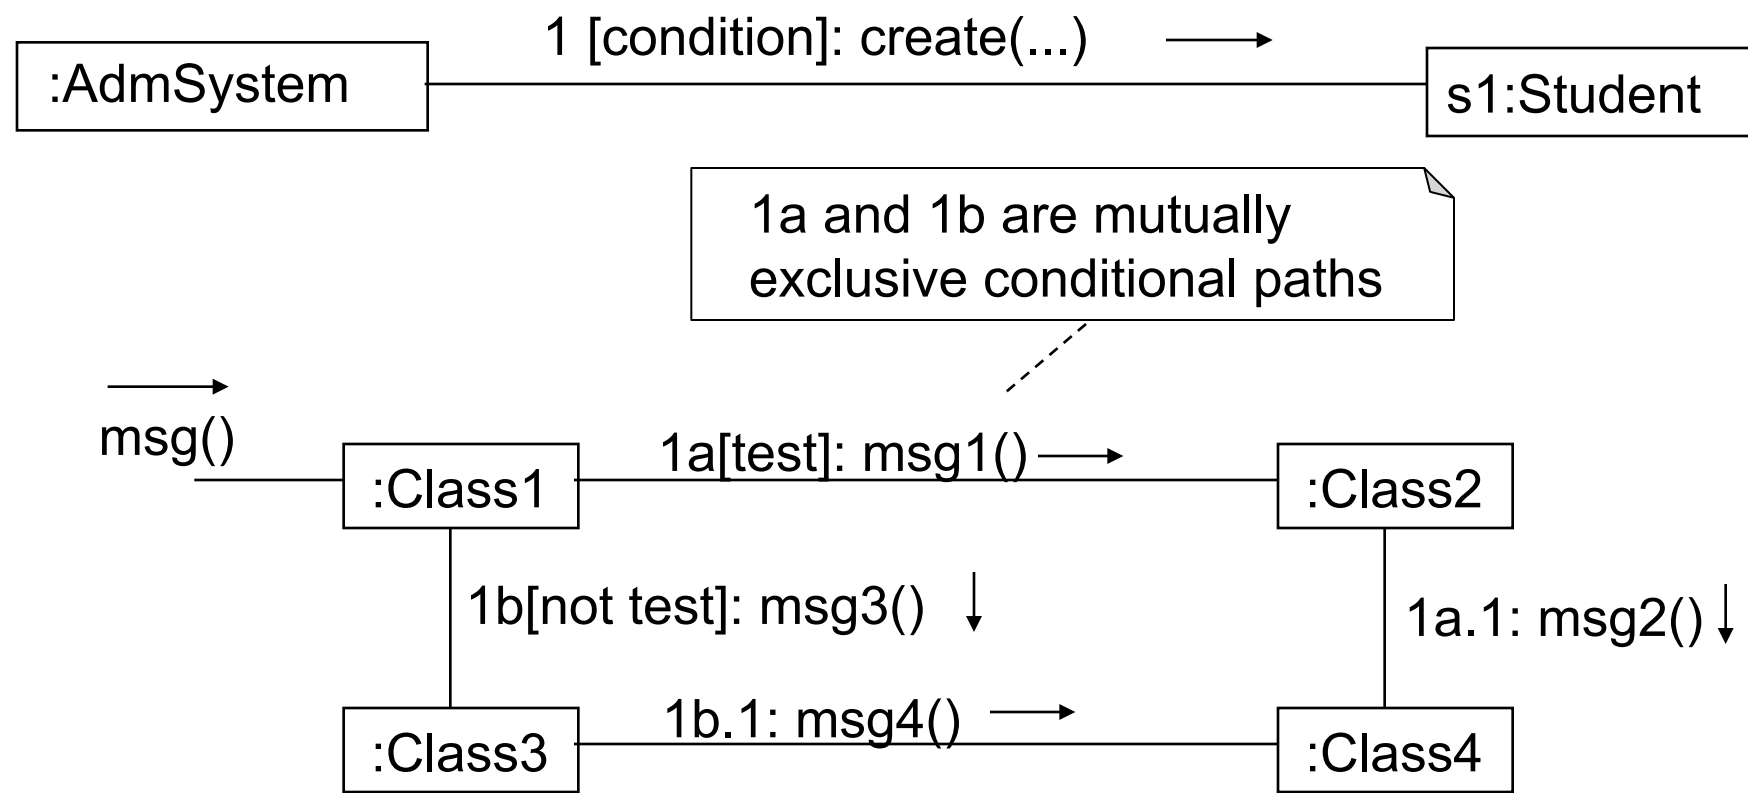 1 [condition]: create(...)
:AdmSystem
s1:Student
1a and 1b are mutually
exclusive conditional paths
msg()
1a[test]: msg1()
:Class1
:Class2
1b[not test]: msg3()
1a.1: msg2()
1b.1: msg4()
:Class3
:Class4